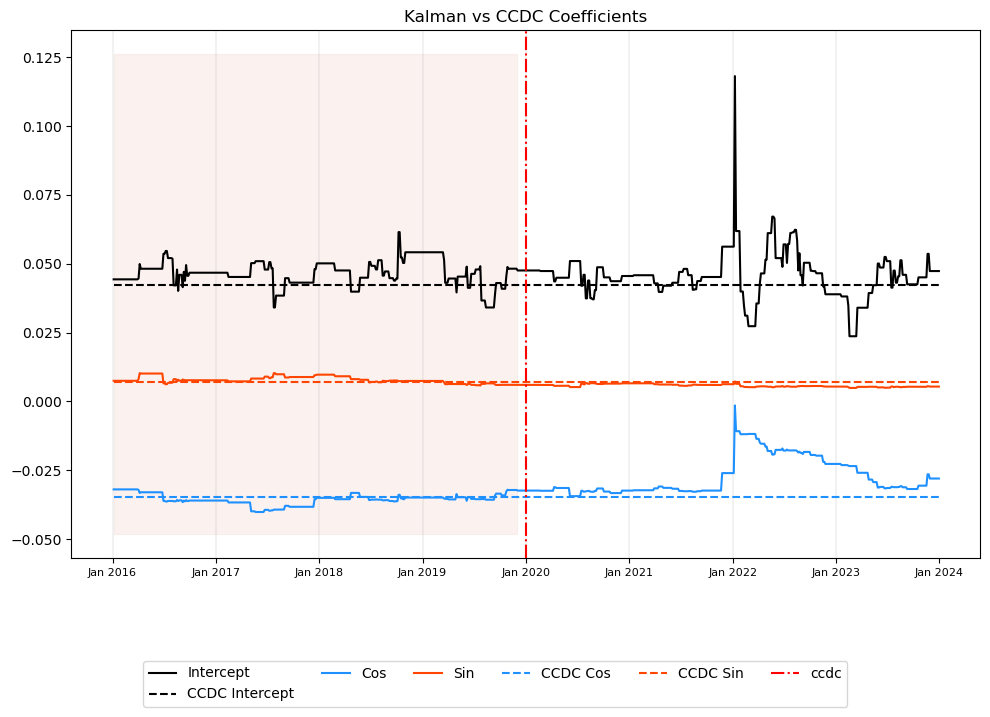 Kalman vs CCDC Coefficients
0.125
0.100
0.075
0.050
0.025
0.000
−0.025
−0.050
Jan 2016 Jan 2017 Jan 2018 Jan 2019 Jan 2020 Jan 2021 Jan 2022 Jan 2023 Jan 2024
Intercept Cos Sin CCDC Cos CCDC Sin ccdc
CCDC Intercept